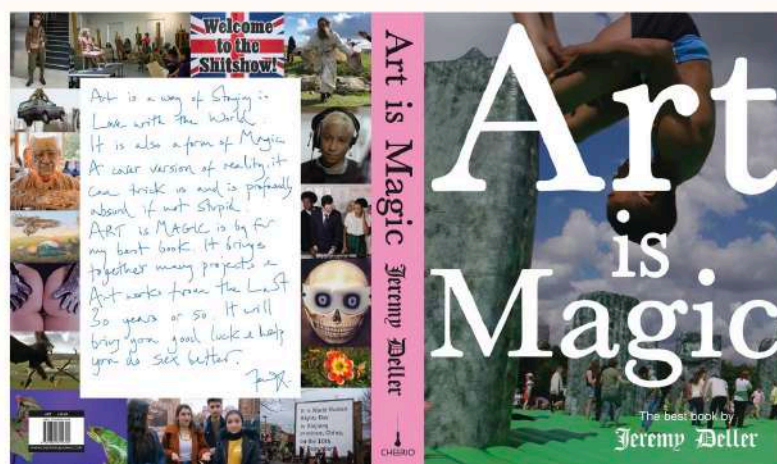 Welcome
to the
Shitshow!
Art is a way of Staying in
Love with the World.
It is also a form of Magic
A cover version of reality, it
can trick us and is profoundly
absurd if not stupid.
ART is MAGIC is by far
my best book. It brings
together many projects &
Art works from the Last
30 years or so. It will
bring you good luck & help
you do sex better.
Art is Magic
Jeremy Deller
CHEERIO
Art
is
Magic
The best book by
Jeremy Deller